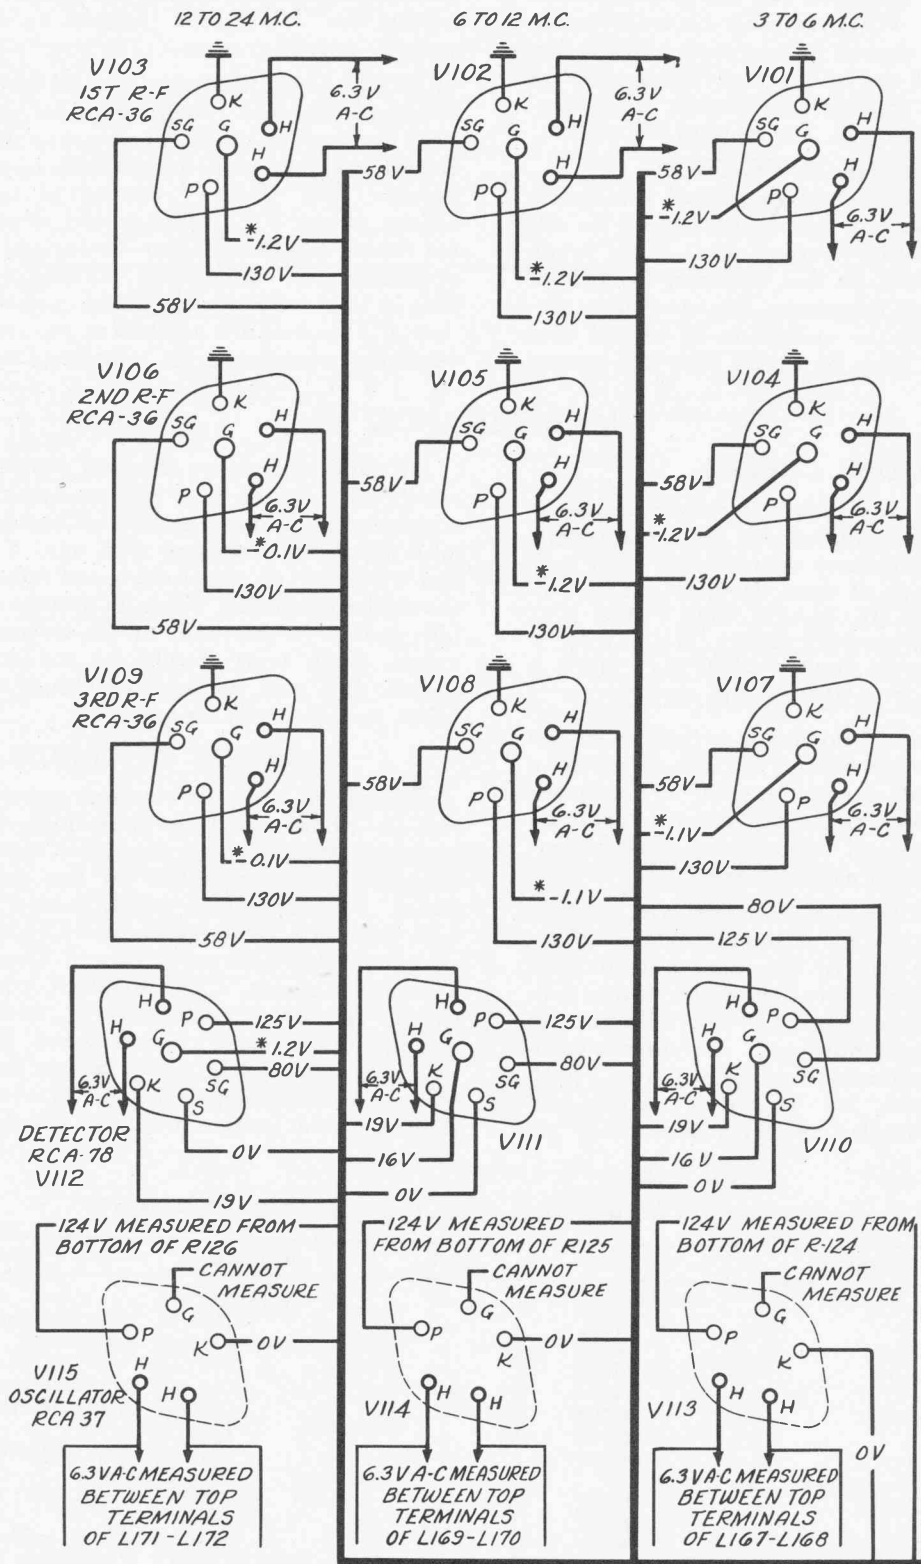 12 TO 24 M.C.
6 TO 12 M.C.
3 TO 6 M.C.
V103
1ST R-F
RCA-36
K
SG
G
H
H
P
6.3V
A-C
*-1.2V
130V
58V
V102
K
SG
G
H
H
P
6.3V
A-C
58V
*-1.2V
130V
V101
K
SG
G
H
H
P
58V
*-1.2V
6.3V
A-C
130V
V106
2ND R-F
RCA-36
K
SG
G
H
H
P
6.3V
A-C
*-0.1V
130V
58V
V105
K
SG
G
H
H
P
58V
6.3V
A-C
*-1.2V
130V
V104
K
SG
G
H
H
P
58V
*-1.2V
6.3V
A-C
130V
V109
3RD R-F
RCA-36
K
SG
G
H
H
P
6.3V
A-C
*-0.1V
130V
58V
V108
K
SG
G
H
H
P
58V
6.3V
A-C
*-1.1V
130V
V107
K
SG
G
H
H
P
58V
*-1.1V
6.3V
A-C
130V
80V
125V
H
P
H
G
K
SG
S
125V
*1.2V
80V
6.3V
A-C
DETECTOR
RCA-78
V112
0V
19V
H
P
H
G
K
SG
S
125V
80V
6.3V
A-C
19V
V111
16V
0V
H
P
H
G
K
SG
S
6.3V
A-C
19V
V110
16V
0V
124V MEASURED FROM
BOTTOM OF R126
CANNOT
MEASURE
G
P
K
0V
H
H
V115
OSCILLATOR
RCA 37
6.3V A-C MEASURED
BETWEEN TOP
TERMINALS
OF L171-L172
124V MEASURED
FROM BOTTOM OF R125
CANNOT
MEASURE
G
P
K
0V
H
H
V114
6.3V A-C MEASURED
BETWEEN TOP
TERMINALS
OF L169-L170
124V MEASURED FROM
BOTTOM OF R-124
CANNOT
MEASURE
G
P
K
H
H
V113
0V
6.3V A-C MEASURED
BETWEEN TOP
TERMINALS
OF L167-L168